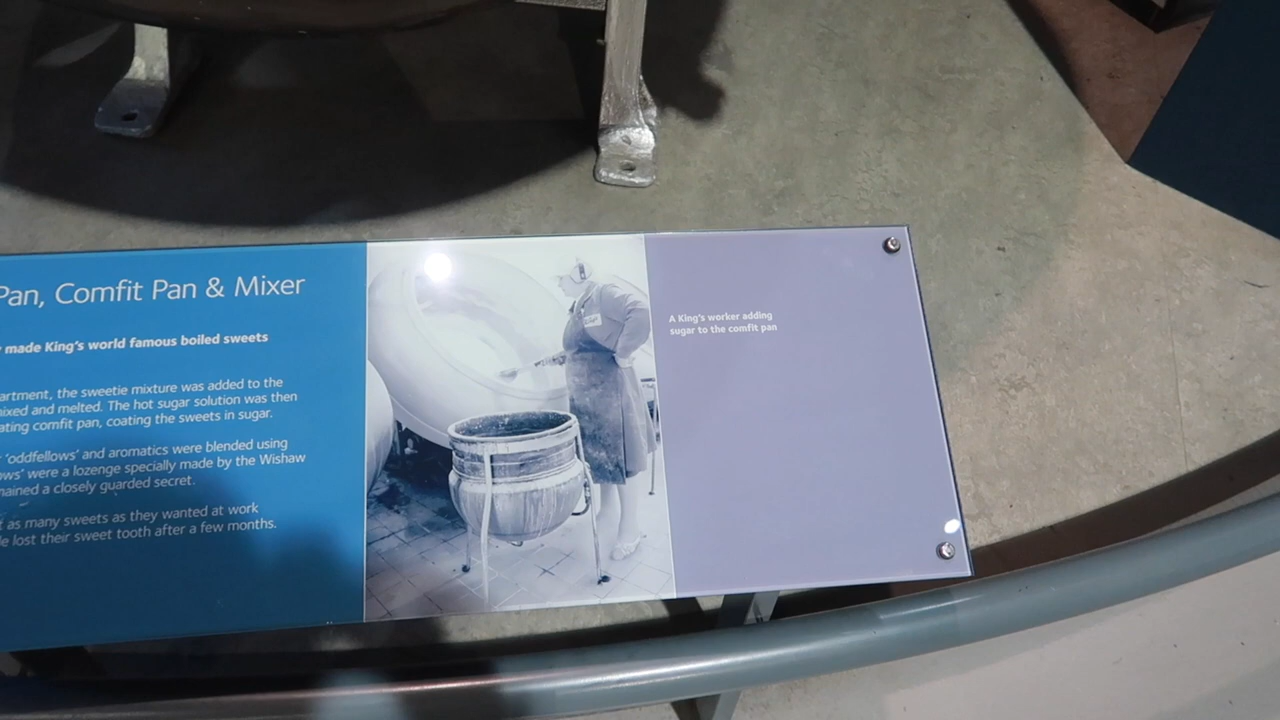 Pan, Comfit Pan & Mixer
made King's world famous boiled sweets
artment, the sweetie mixture was added to the
ixed and melted. The hot sugar solution was then
ating comfit pan, coating the sweets in sugar.
'oddfellows' and aromatics were blended using
ows' were a lozenge specially made by the Wishaw
mained a closely guarded secret.
as many sweets as they wanted at work
e lost their sweet tooth after a few months.
A King's worker adding
sugar to the comfit pan